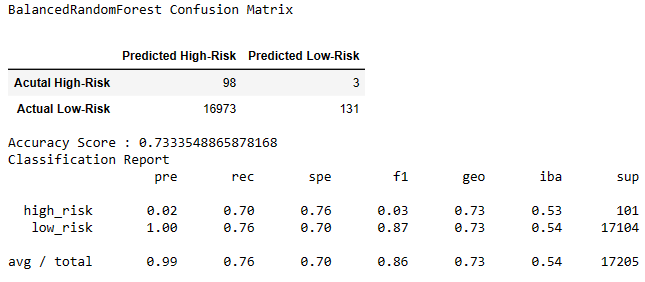 BalancedRandomForest Confusion Matrix
Predicted High-Risk Predicted Low-Risk
Acutal High-Risk 98 3
Actual Low-Risk 16973 131
Accuracy Score : 0.7333548865878168
Classification Report
pre rec spe f1 geo iba sup
high_risk 0.02 0.70 0.76 0.03 0.73 0.53 101
low_risk 1.00 0.76 0.70 0.87 0.73 0.54 17104
avg / total 0.99 0.76 0.70 0.86 0.73 0.54 17205